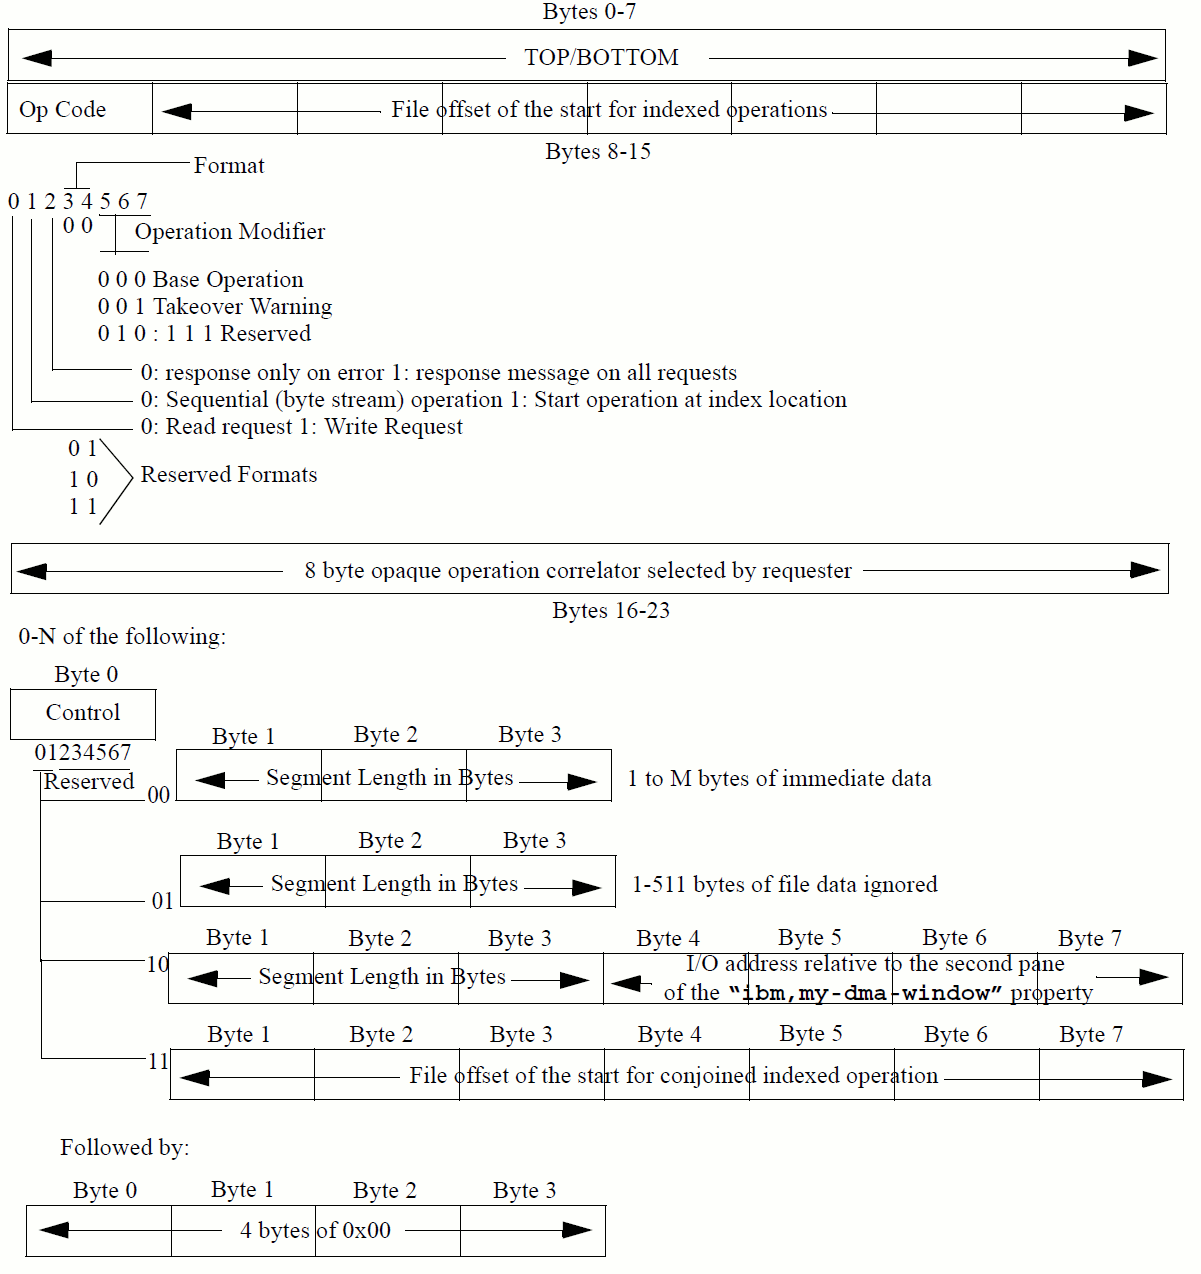 Bytes 0-7
TOP/BOTTOM
Op Code
File offset of the start for indexed operations
Bytes 8-15
Format
0 1 2 3 4 5 6 7
0 0
Operation Modifier
0 0 0 Base Operation
0 0 1 Takeover Warning
0 1 0 : 1 1 1 Reserved
0: response only on error 1: response message on all requests
0: Sequential (byte stream) operation 1: Start operation at index location
0: Read request 1: Write Request
0 1
1 0
1 1
Reserved Formats
8 byte opaque operation correlator selected by requester
Bytes 16-23
0-N of the following:
Byte 0
Control
01234567
Reserved
Byte 1 Byte 2 Byte 3
00
Segment Length in Bytes
1 to M bytes of immediate data
Byte 1 Byte 2 Byte 3
01
Segment Length in Bytes
1-511 bytes of file data ignored
Byte 1 Byte 2 Byte 3 Byte 4 Byte 5 Byte 6 Byte 7
10
Segment Length in Bytes
I/O address relative to the second pane
of the “ibm,my-dma-window” property
Byte 1 Byte 2 Byte 3 Byte 4 Byte 5 Byte 6 Byte 7
11
File offset of the start for conjoined indexed operation
Followed by:
Byte 0 Byte 1 Byte 2 Byte 3
4 bytes of 0x00